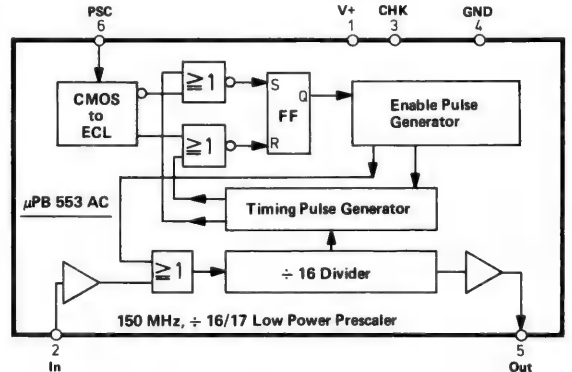 PSC
6
V+
1
CHK
3
GND
4
CMOS
to
ECL
≧1
≧1
S
Q
FF
R
Enable Pulse
Generator
μPB 553 AC
Timing Pulse Generator
≧1
÷ 16 Divider
150 MHz, ÷ 16/17 Low Power Prescaler
2
In
5
Out